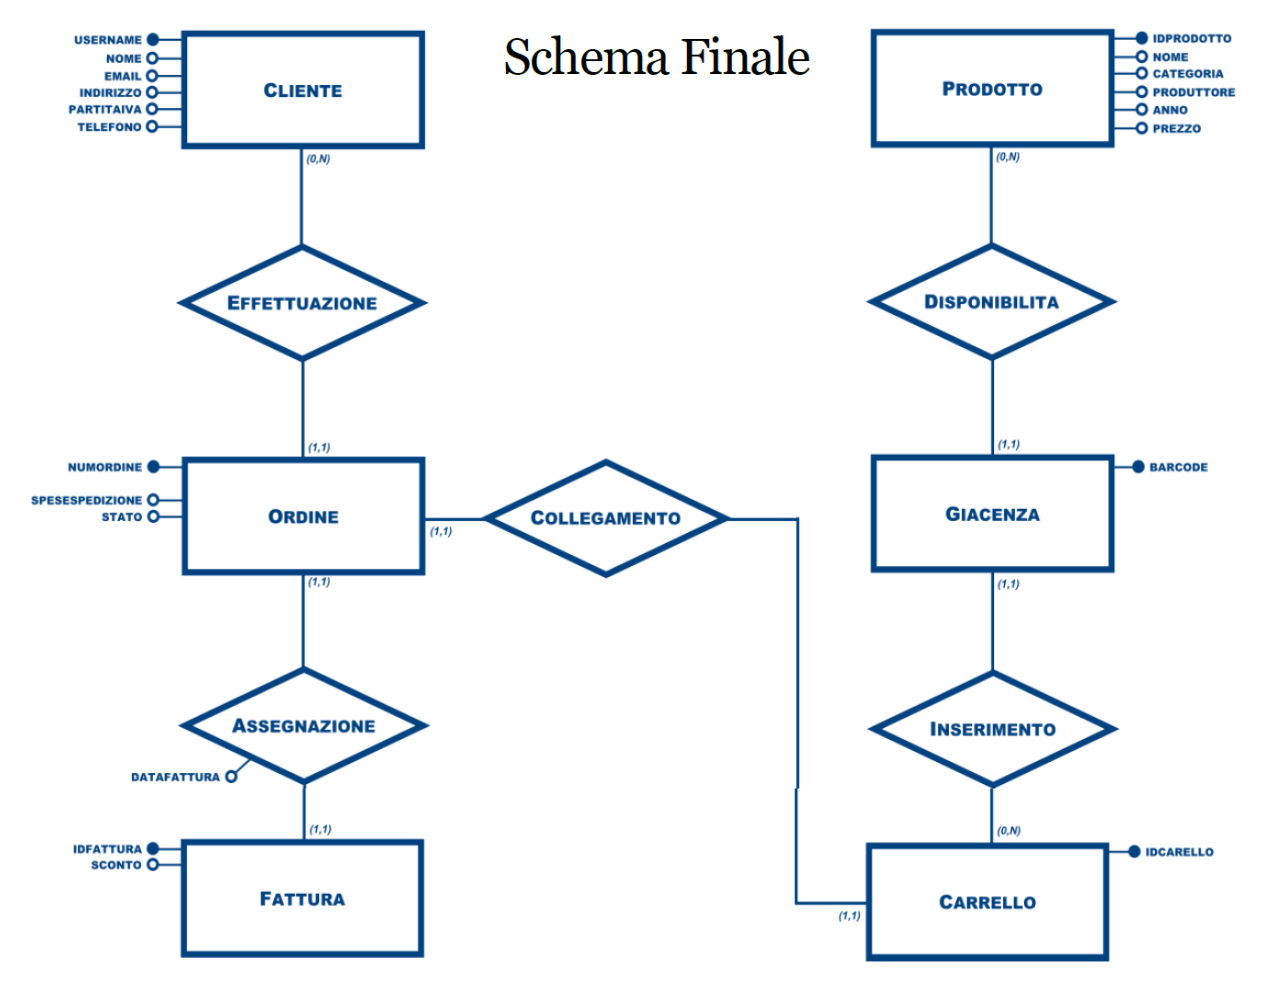 Schema Finale
USERNAME
NOME
EMAIL
INDIRIZZO
PARTITAIVA
TELEFONO
CLIENTE
(0,N)
EFFETTUAZIONE
(1,1)
NUMORDINE
SPESESPEDIZIONE
STATO
ORDINE
(1,1)
COLLEGAMENTO
(1,1)
ASSEGNAZIONE
DATAFATTURA
(1,1)
IDFATTURA
SCONTO
FATTURA
PRODOTTO
IDPRODOTTO
NOME
CATEGORIA
PRODUTTORE
ANNO
PREZZO
(0,N)
DISPONIBILITA
(1,1)
BARCODE
GIACENZA
(1,1)
INSERIMENTO
(0,N)
IDCARELLO
CARRELLO
(1,1)